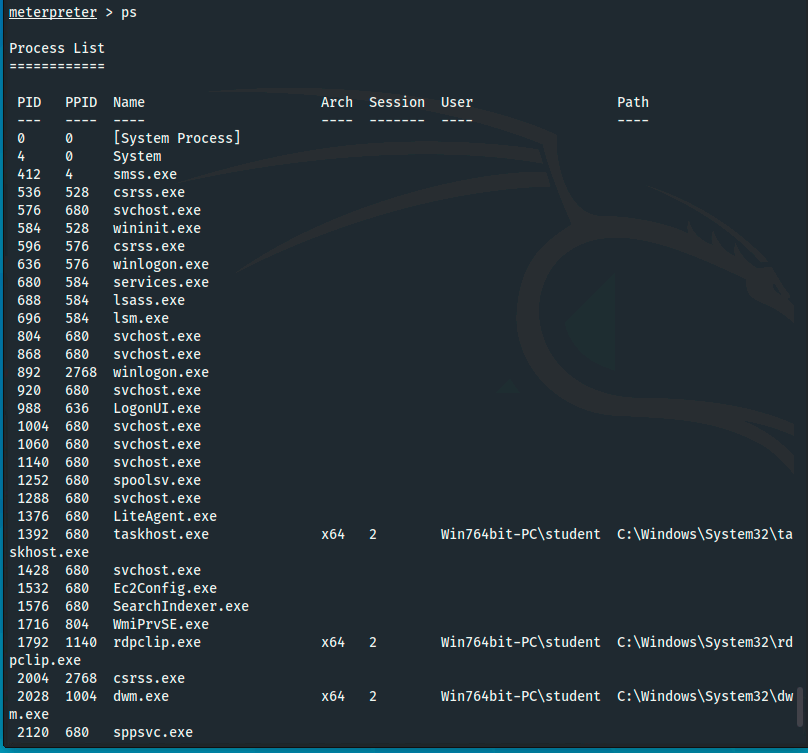 meterpreter > ps
Process List
============
PID PPID Name Arch Session User Path
--- ---- ---- ---- ------- ---- ----
0 0 [System Process]
4 0 System
412 4 smss.exe
536 528 csrss.exe
576 680 svchost.exe
584 528 wininit.exe
596 576 csrss.exe
636 576 winlogon.exe
680 584 services.exe
688 584 lsass.exe
696 584 lsm.exe
804 680 svchost.exe
868 680 svchost.exe
892 2768 winlogon.exe
920 680 svchost.exe
988 636 LogonUI.exe
1004 680 svchost.exe
1060 680 svchost.exe
1140 680 svchost.exe
1252 680 spoolsv.exe
1288 680 svchost.exe
1376 680 LiteAgent.exe
1392 680 taskhost.exe x64 2 Win764bit-PC\student C:\Windows\System32\ta
skhost.exe
1428 680 svchost.exe
1532 680 Ec2Config.exe
1576 680 SearchIndexer.exe
1716 804 WmiPrvSE.exe
1792 1140 rdpclip.exe x64 2 Win764bit-PC\student C:\Windows\System32\rd
pclip.exe
2004 2768 csrss.exe
2028 1004 dwm.exe x64 2 Win764bit-PC\student C:\Windows\System32\dw
m.exe
2120 680 sppsvc.exe